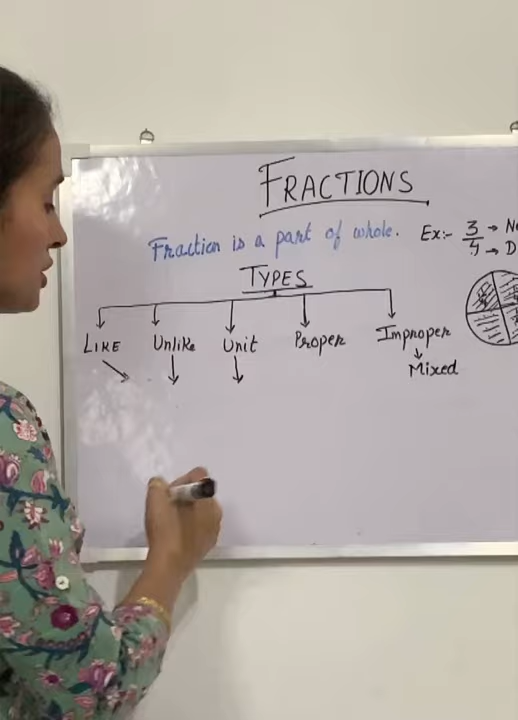 FRACTIONS
Fraction is a part of whole.
Ex:- 3/4
TYPES
LIKE Unlike Unit Proper Improper
Mixed